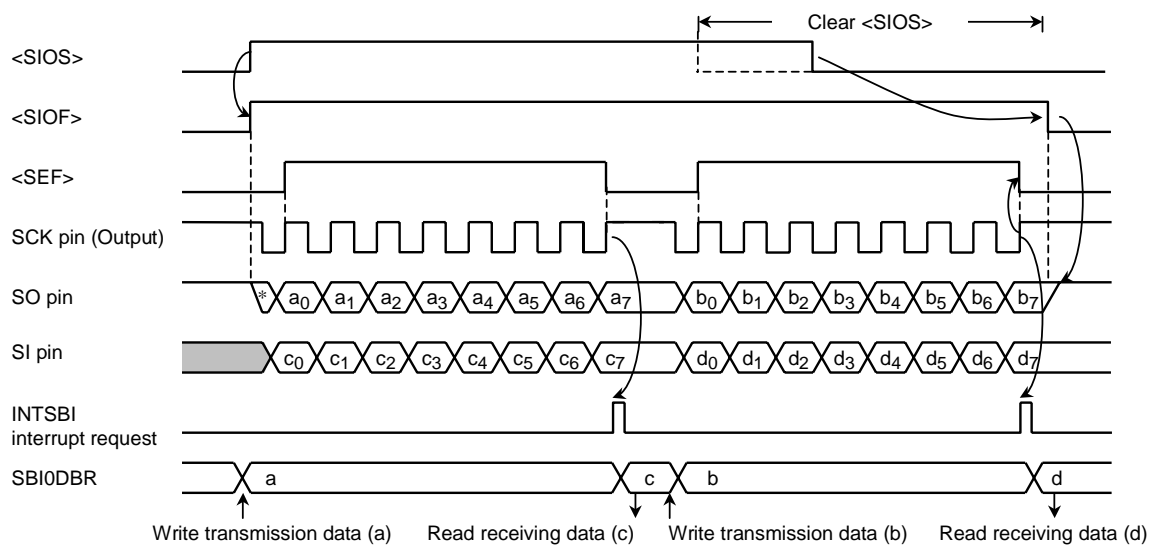 Clear <SIOS>
<SIOS>
<SIOF>
<SEF>
SCK pin (Output)
SO pin * a0 a1 a2 a3 a4 a5 a6 a7 b0 b1 b2 b3 b4 b5 b6 b7
SI pin c0 c1 c2 c3 c4 c5 c6 c7 d0 d1 d2 d3 d4 d5 d6 d7
INTSBI
interrupt request
SBI0DBR a c b d
Write transmission data (a) Read receiving data (c) Write transmission data (b) Read receiving data (d)